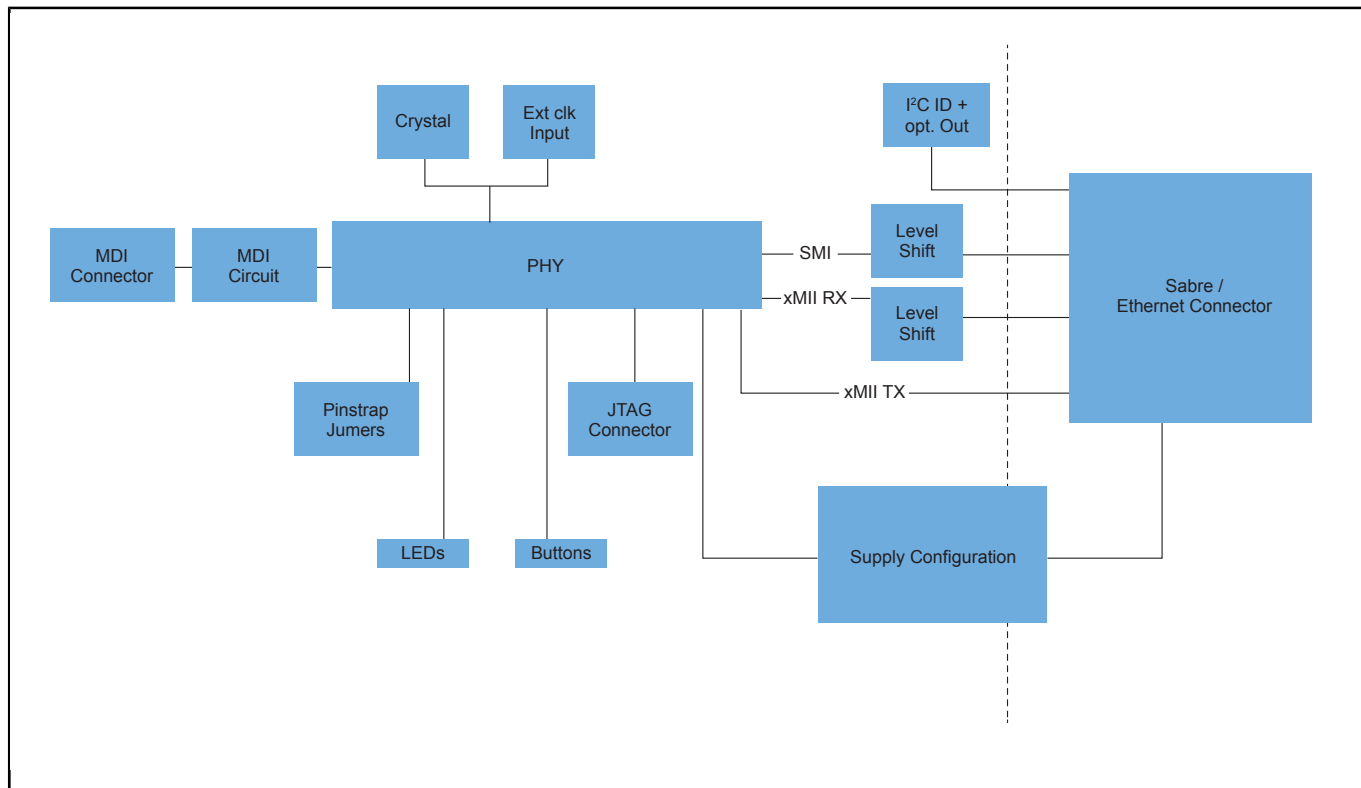 Crystal
Ext clk
Input
I²C ID +
opt. Out
MDI
Connector
MDI
Circuit
PHY
SMI
Level
Shift
xMII RX
Level
Shift
Sabre /
Ethernet Connector
xMII TX
Pinstrap
Jumers
JTAG
Connector
LEDs
Buttons
Supply Configuration